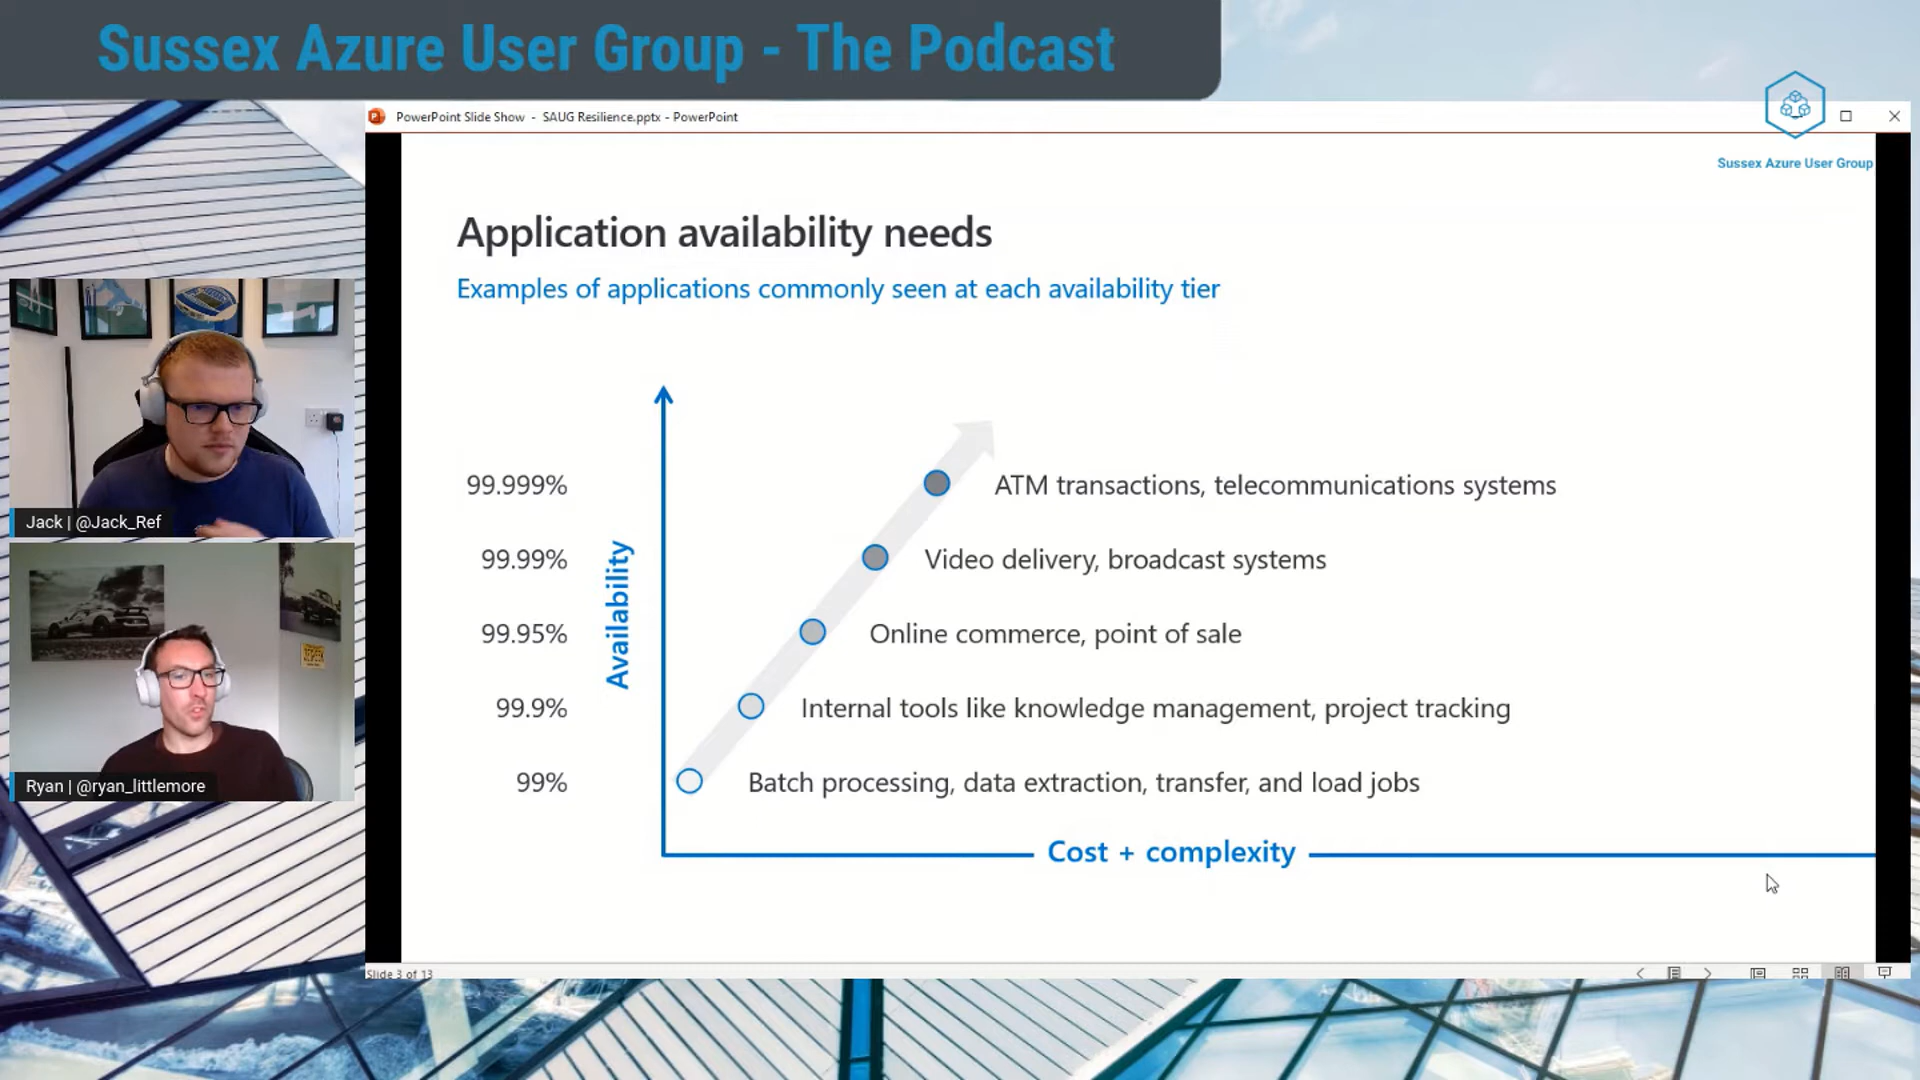 Sussex Azure User Group - The Podcast
PowerPoint Slide Show - SAUG Resilience.pptx - PowerPoint
Sussex Azure User Group
Application availability needs
Examples of applications commonly seen at each availability tier
99.999%
ATM transactions, telecommunications systems
99.99%
Video delivery, broadcast systems
99.95%
Online commerce, point of sale
99.9%
Internal tools like knowledge management, project tracking
99%
Batch processing, data extraction, transfer, and load jobs
Availability
Cost + complexity
Jack | @Jack_Ref
Ryan | @ryan_littlemore
Slide 3 of 13